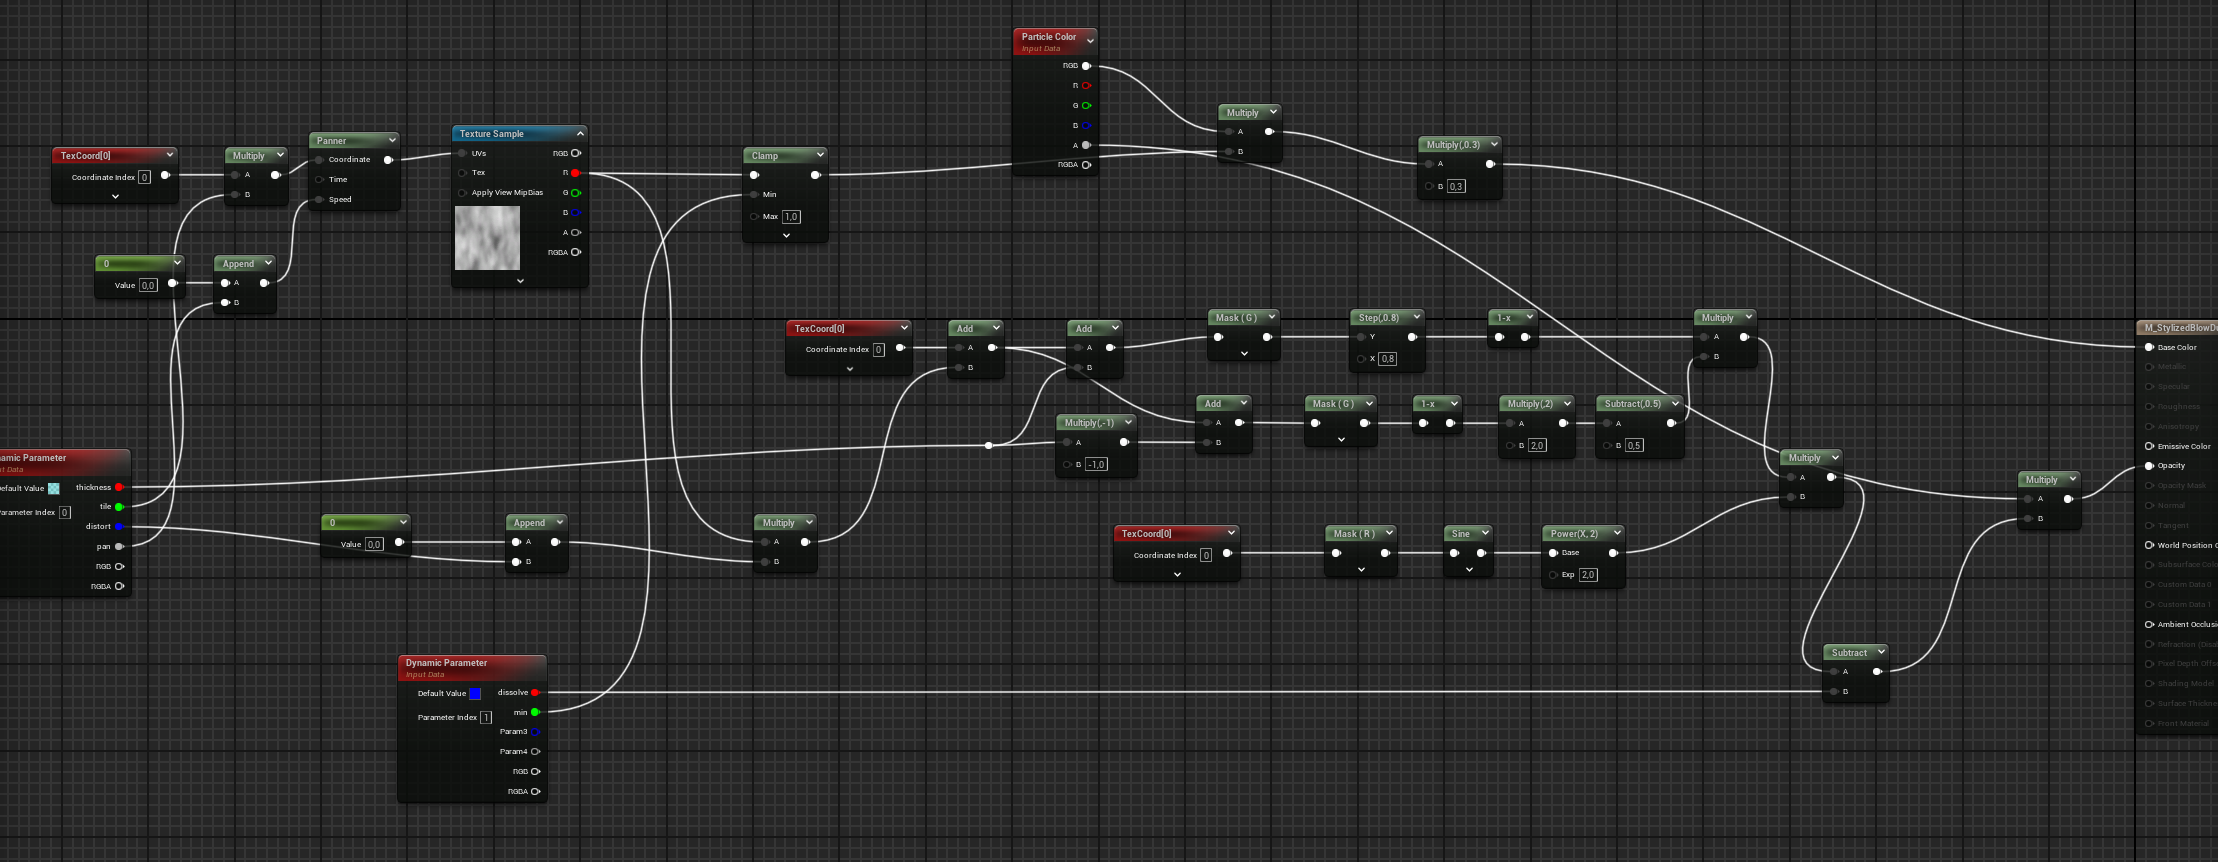 Particle Color
Input Data
RGB
R
G
B
A
RGBA
Multiply
A
B
Multiply(,0.3)
A
B 0,3
TexCoord[0]
Coordinate Index 0
Multiply
A
B
Panner
Coordinate
Time
Speed
Texture Sample
UVs RGB
Tex R
Apply View MipBias G
B
A
RGBA
Clamp
Min
Max 1,0
0
Value 0,0
Append
A
B
TexCoord[0]
Coordinate Index 0
Add
A
B
Add
A
B
Mask ( G )
Step(,0.8)
Y
X 0,8
1-x
Multiply
A
B
Multiply(,-1)
A
B -1,0
Add
A
B
Mask ( G )
1-x
Multiply(,2)
A
B 2,0
Subtract(,0.5)
A
B 0,5
Multiply
A
B
Multiply
A
B
namic Parameter
ut Data
Default Value thickness
tile
Parameter Index 0
distort
pan
RGB
RGBA
0
Value 0,0
Append
A
B
Multiply
A
B
TexCoord[0]
Coordinate Index 0
Mask ( R )
Sine
Power(X, 2)
Base
Exp 2,0
Dynamic Parameter
Input Data
Default Value dissolve
Parameter Index 1 min
Param3
Param4
RGB
RGBA
Subtract
A
B
M_StylizedBlowDu
Base Color
Metallic
Specular
Roughness
Anisotropy
Emissive Color
Opacity
Opacity Mask
Normal
Tangent
World Position O
Subsurface Colo
Custom Data 0
Custom Data 1
Ambient Occlusi
Refraction (Disa
Pixel Depth Offs
Shading Model
Surface Thickne
Front Material